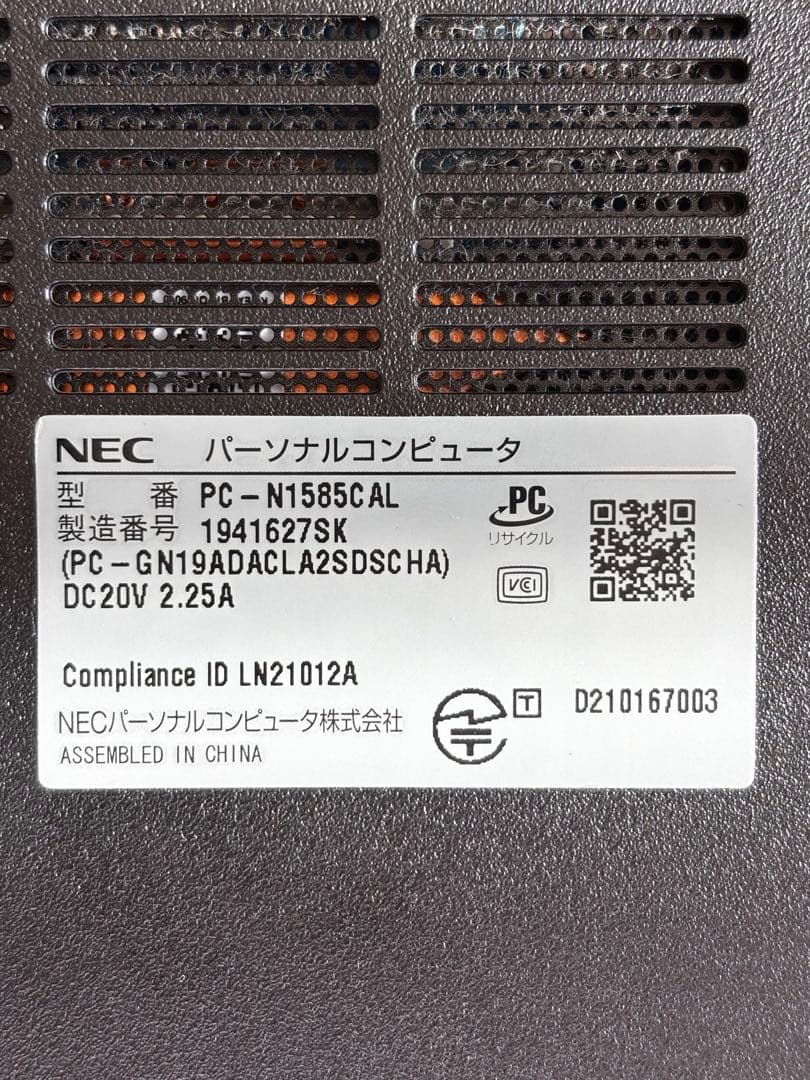 NEC パーソナルコンピュータ
型 番 PC-N1585CAL
製造番号 1941627SK
(PC-GN19ADACLA2SDSCHA)
DC20V 2.25A
PC
リサイクル
VCI
Compliance ID LN21012A
NECパーソナルコンピュータ株式会社
ASSEMBLED IN CHINA
T
D210167003